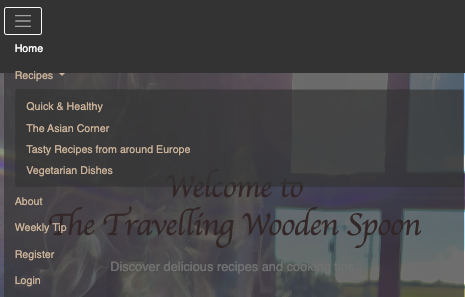 Home
Recipes
Quick & Healthy
The Asian Corner
Tasty Recipes from around Europe
Vegetarian Dishes
Welcome to
About
The Travelling Wooden Spoon
Weekly Tip
Register
Discover delicious recipes and cooking tips
Login